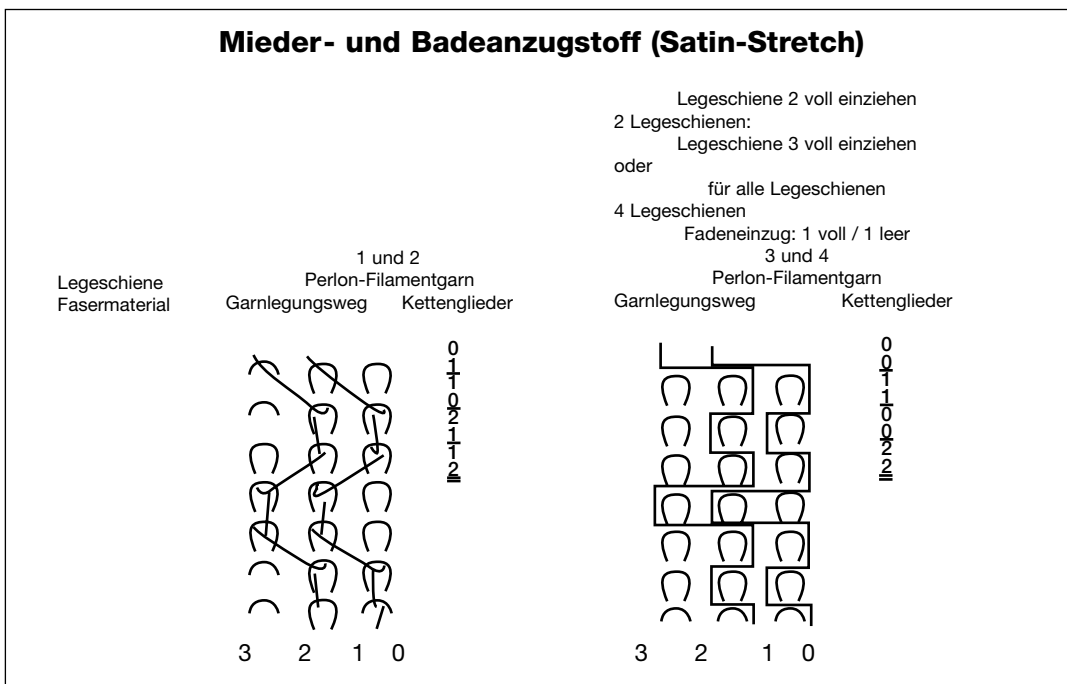 Mieder- und Badeanzugstoff (Satin-Stretch)
Legeschiene 2 voll einziehen
2 Legeschienen:
Legeschiene 3 voll einziehen
oder
für alle Legeschienen
4 Legeschienen
Fadeneinzug: 1 voll / 1 leer
1 und 2
3 und 4
Legeschiene
Perlon-Filamentgarn
Perlon-Filamentgarn
Fasermaterial
Garnlegungsweg
Kettenglieder
Garnlegungsweg
Kettenglieder
0
1
1
0
2
1
1
2
0
0
1
1
0
0
2
2
3 2 1 0
3 2 1 0